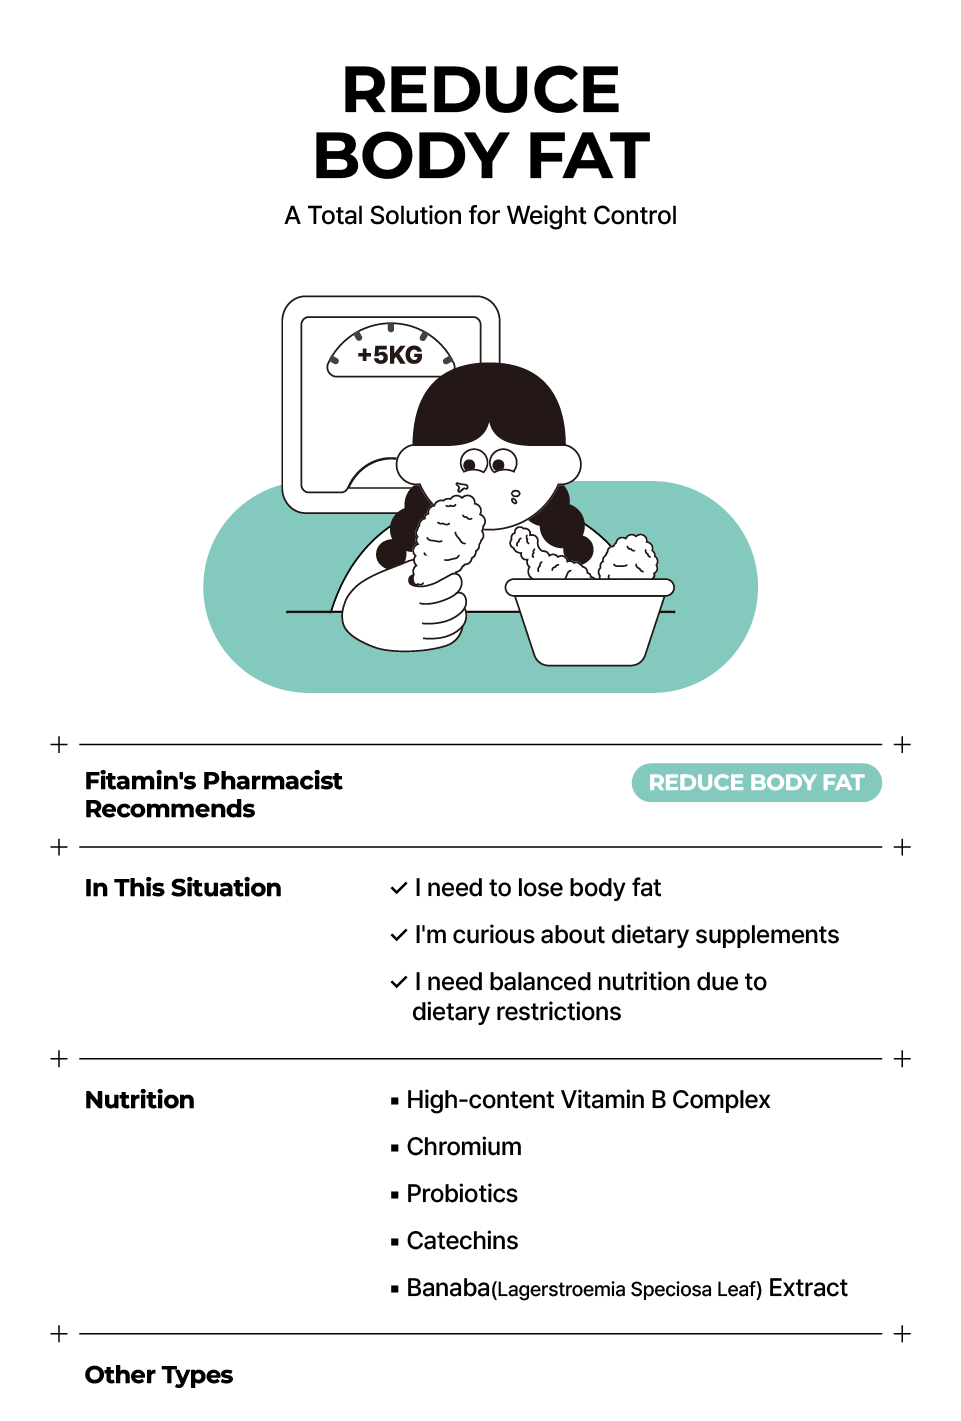 REDUCE
BODY FAT
A Total Solution for Weight Control
+5KG
Fitamin's Pharmacist
Recommends
REDUCE BODY FAT
In This Situation
✓ I need to lose body fat
✓ I'm curious about dietary supplements
✓ I need balanced nutrition due to
dietary restrictions
Nutrition
▪ High-content Vitamin B Complex
▪ Chromium
▪ Probiotics
▪ Catechins
▪ Banaba(Lagerstroemia Speciosa Leaf) Extract
Other Types